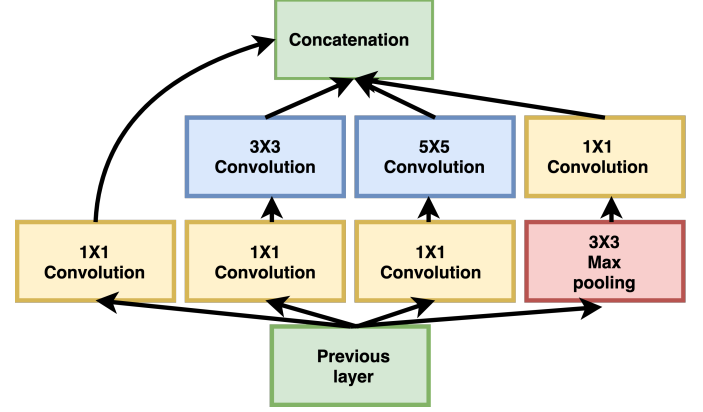 Concatenation
3X3
Convolution
5X5
Convolution
1X1
Convolution
1X1
Convolution
1X1
Convolution
1X1
Convolution
3X3
Max
pooling
Previous
layer